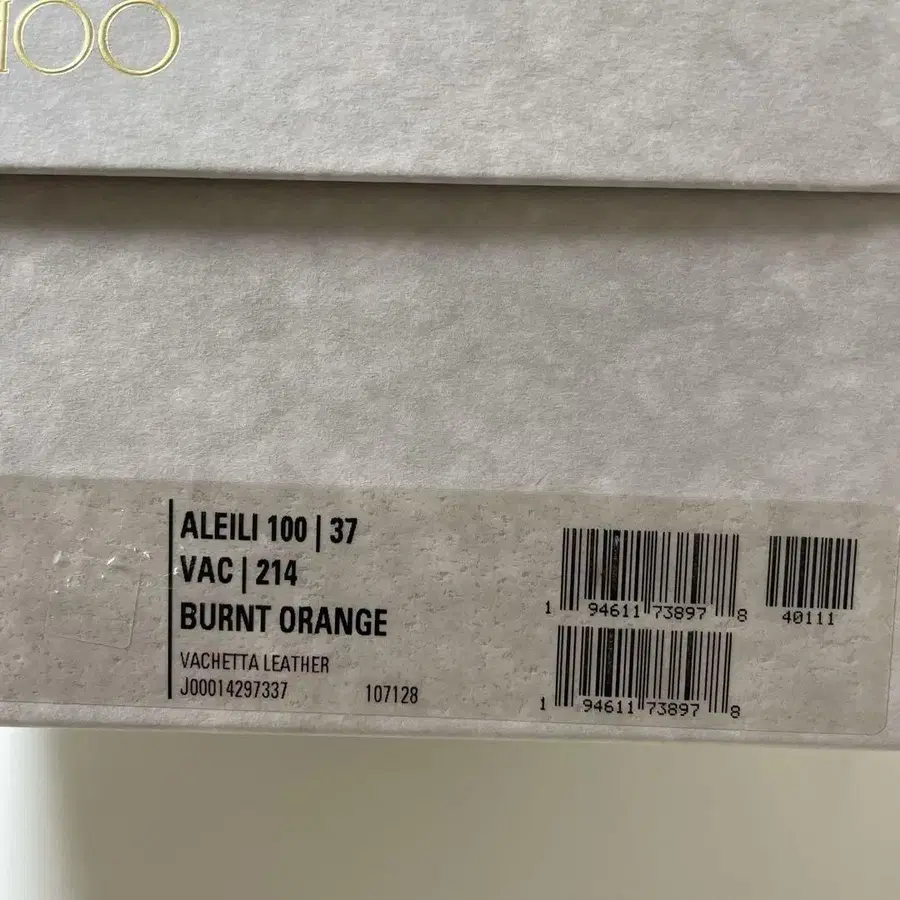 HOO
ALEILI 100 | 37
VAC | 214
BURNT ORANGE
VACHETTA LEATHER
J00014297337 107128
1 94611 73897 8
40111
1 94611 73897 8